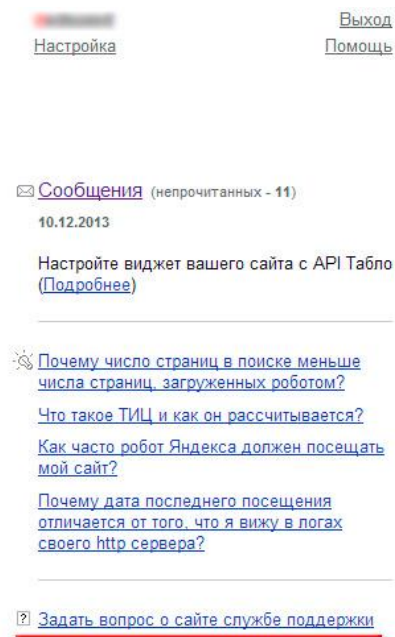 Выход
Настройка
Помощь
Сообщения (непрочитанных - 11)
10.12.2013
Настройте виджет вашего сайта с API Табло
(Подробнее)
Почему число страниц в поиске меньше
числа страниц, загруженных роботом?
Что такое ТИЦ и как он рассчитывается?
Как часто робот Яндекса должен посещать
мой сайт?
Почему дата последнего посещения
отличается от того, что я вижу в логах
своего http сервера?
? Задать вопрос о сайте службе поддержки